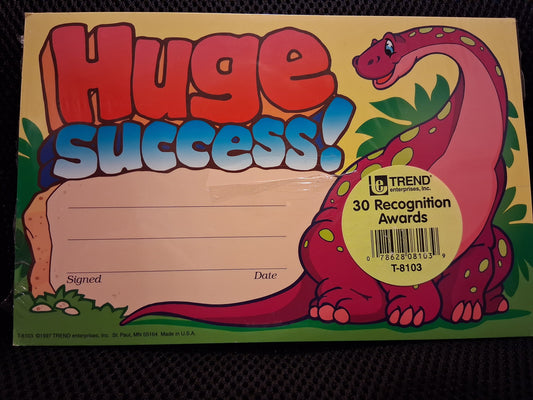 Huge
Success!
Signed Date
te TREND®
enterprises, Inc.
30 Recognition
Awards
0 78628 08103 9
T-8103
T-8103 ©1997 TREND enterprises, Inc. St. Paul, MN 55164 Made in U.S.A.